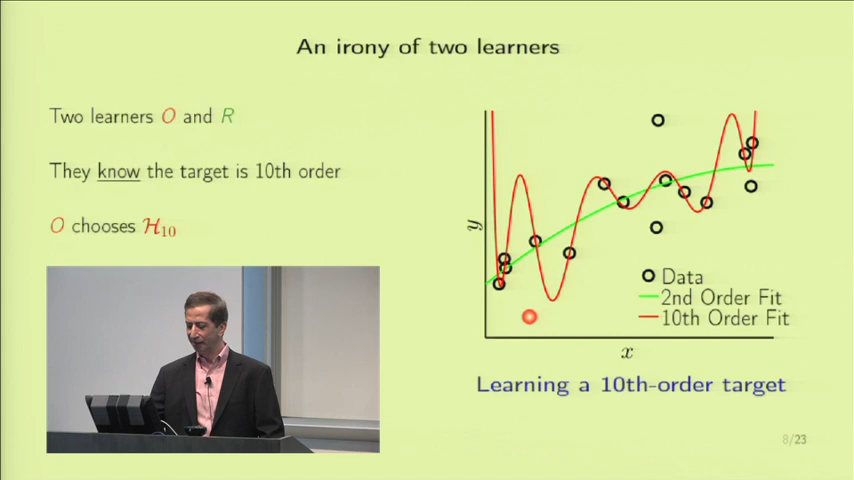 An irony of two learners
Two learners O and R
They know the target is 10th order
O chooses H10
y
Data
2nd Order Fit
10th Order Fit
x
Learning a 10th-order target
8/23